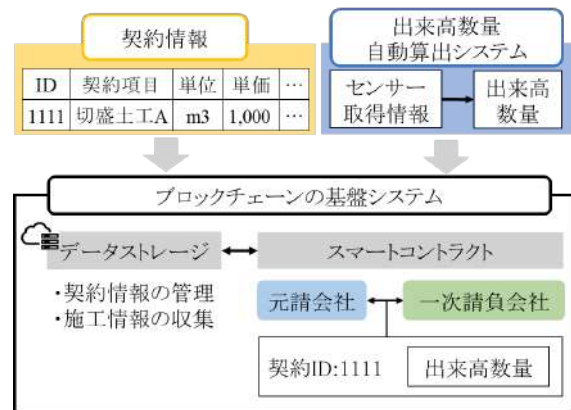 契約情報
ID 契約項目 単位 単価 …
1111 切盛土工A m3 1,000 …
出来高数量
自動算出システム
センサー
取得情報
出来高
数量
ブロックチェーンの基盤システム
データストレージ
・契約情報の管理
・施工情報の収集
スマートコントラクト
元請会社
一次請負会社
契約ID:1111
出来高数量